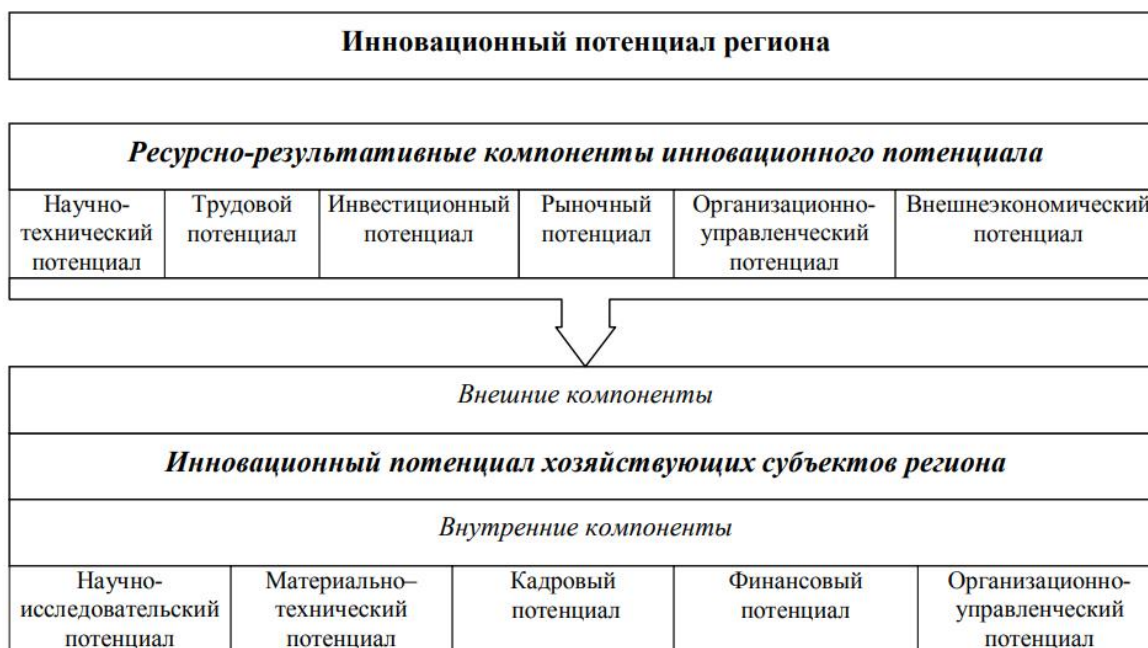 Инновационный потенциал региона
Ресурсно-результативные компоненты инновационного потенциала
Научно-
технический
потенциал
Трудовой
потенциал
Инвестиционный
потенциал
Рыночный
потенциал
Организационно-
управленческий
потенциал
Внешнеэкономический
потенциал
Внешние компоненты
Инновационный потенциал хозяйствующих субъектов региона
Внутренние компоненты
Научно-
исследовательский
потенциал
Материально–
технический
потенциал
Кадровый
потенциал
Финансовый
потенциал
Организационно-
управленческий
потенциал